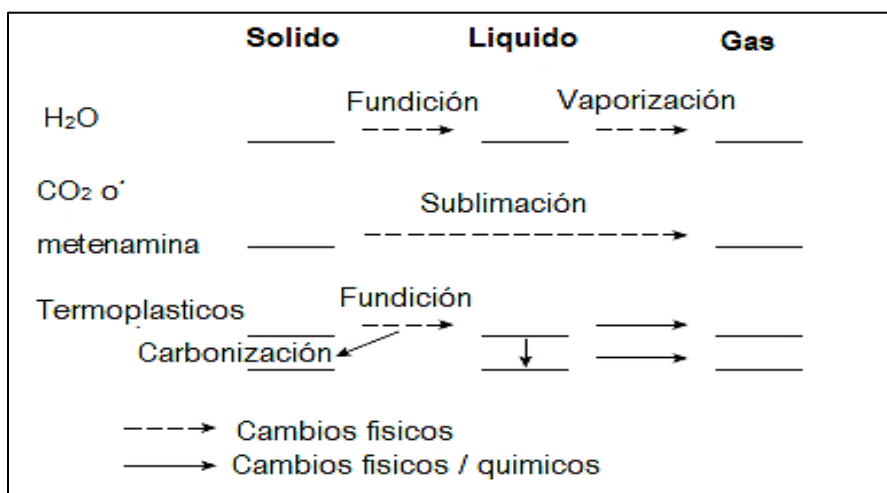 Solido Liquido Gas
Fundición Vaporización
H₂O
CO₂ o´
Sublimación
metenamina
Fundición
Termoplasticos
Carbonización
Cambios fisicos
Cambios fisicos / quimicos